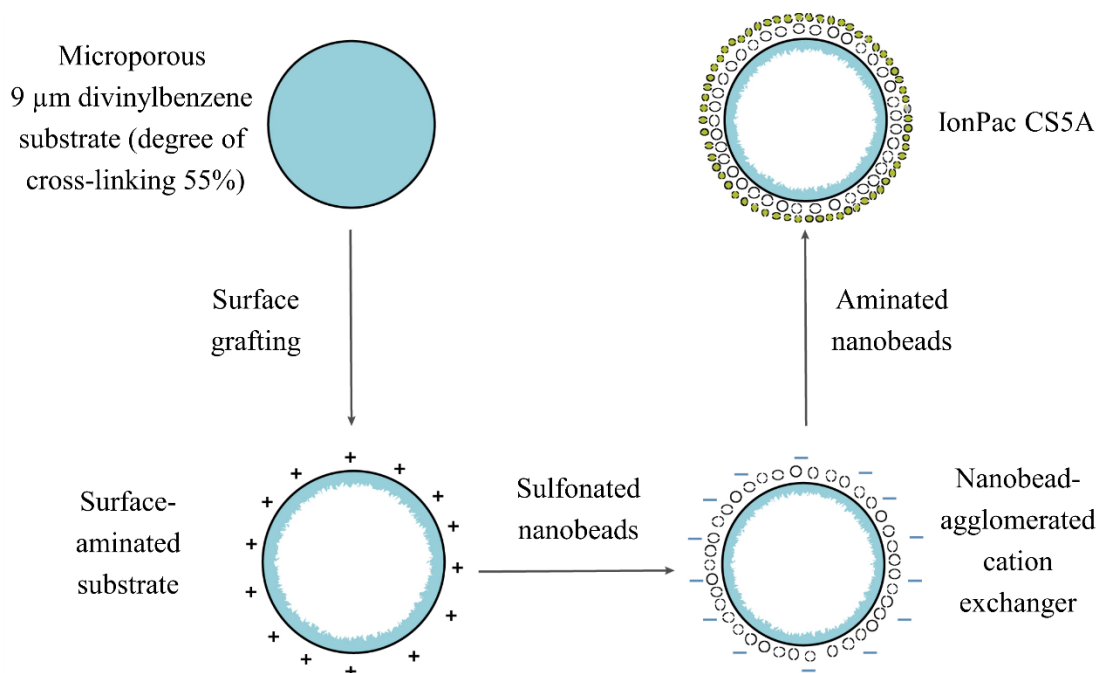 Microporous
9 µm divinylbenzene
substrate (degree of
cross-linking 55%)
IonPac CS5A
Surface
grafting
Aminated
nanobeads
Surface-
aminated
substrate
Sulfonated
nanobeads
Nanobead-
agglomerated
cation
exchanger